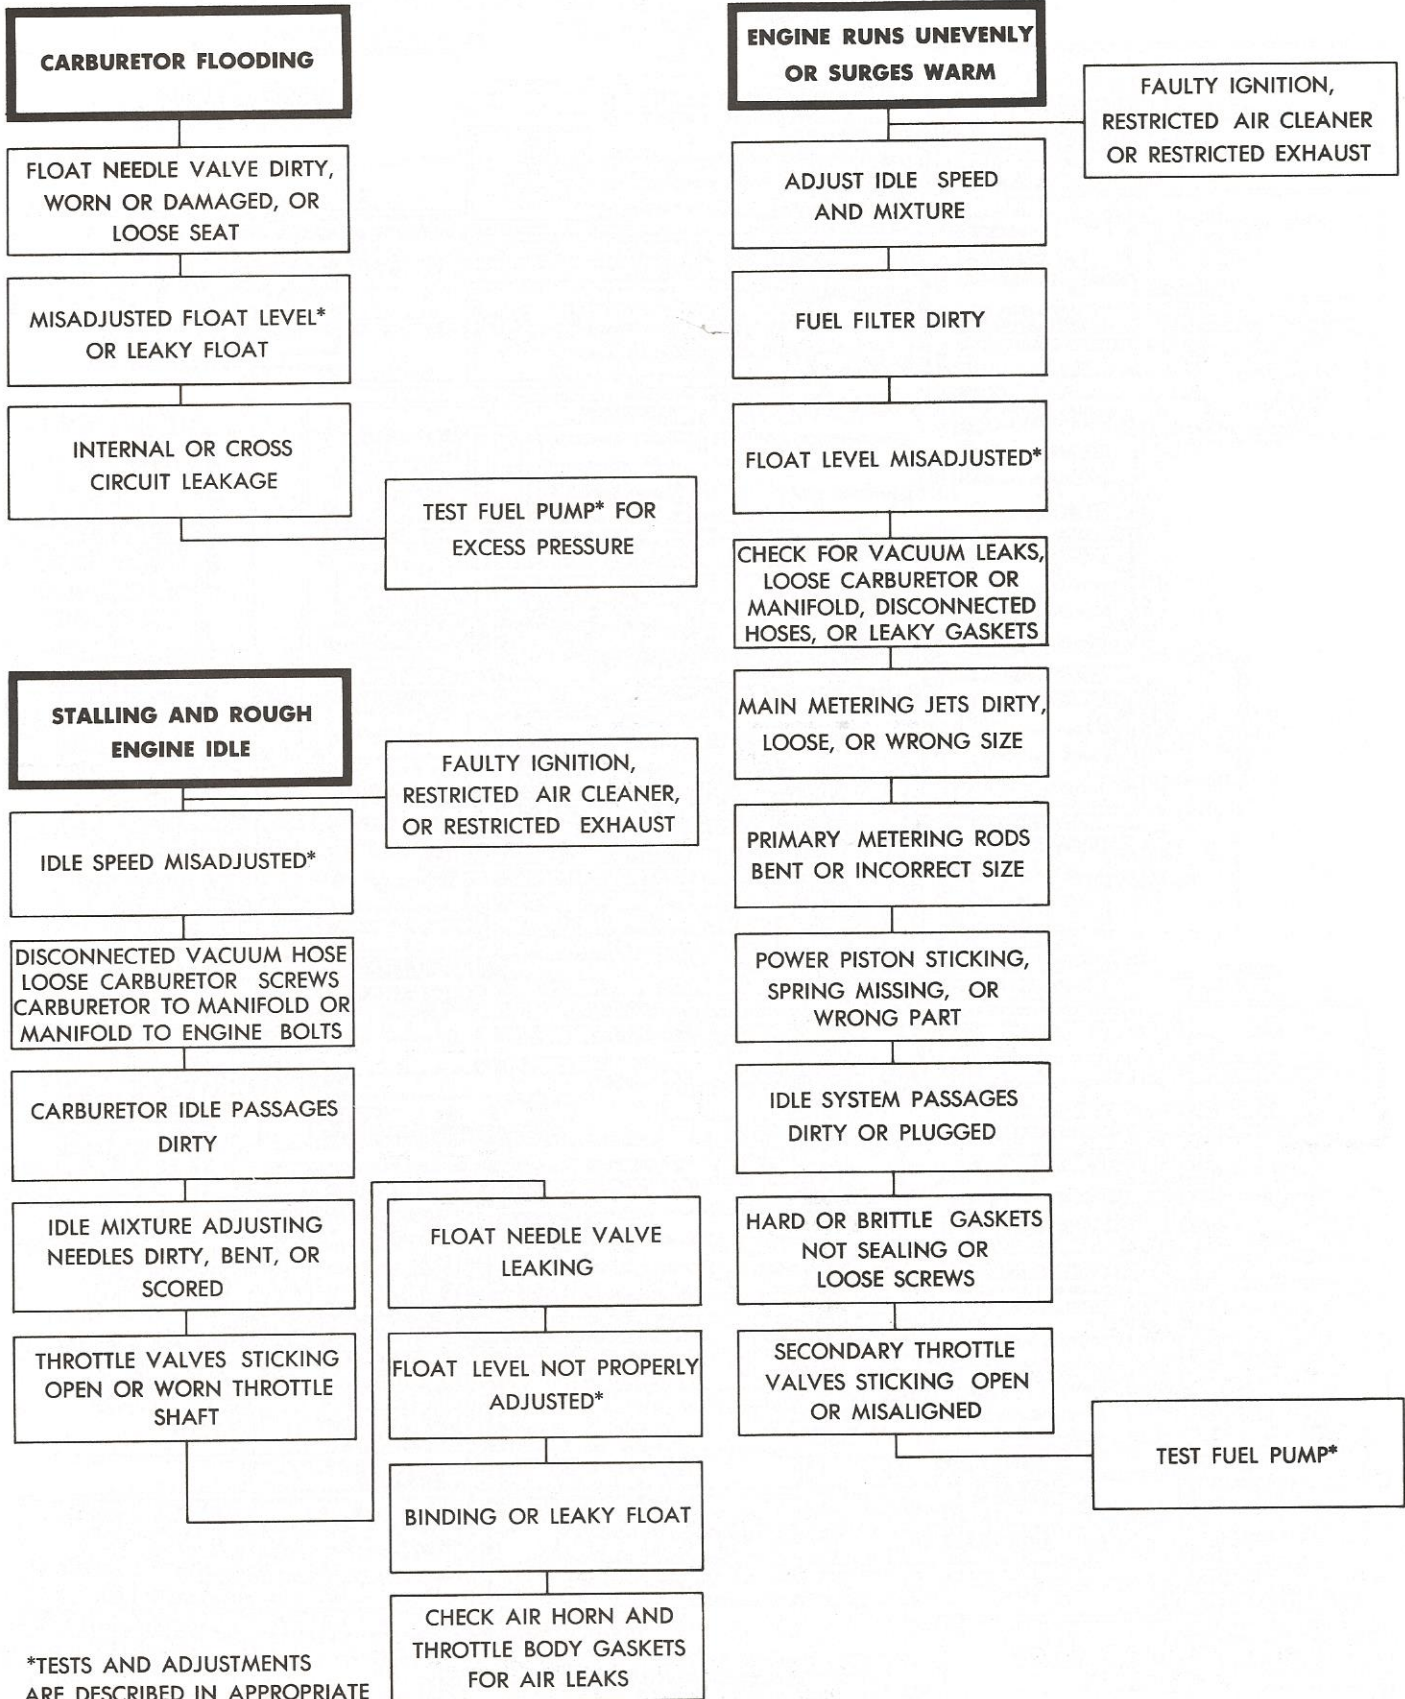 CARBURETOR FLOODING
FLOAT NEEDLE VALVE DIRTY,
WORN OR DAMAGED, OR
LOOSE SEAT
MISADJUSTED FLOAT LEVEL*
OR LEAKY FLOAT
INTERNAL OR CROSS
CIRCUIT LEAKAGE
TEST FUEL PUMP* FOR
EXCESS PRESSURE
STALLING AND ROUGH
ENGINE IDLE
FAULTY IGNITION,
RESTRICTED AIR CLEANER,
OR RESTRICTED EXHAUST
IDLE SPEED MISADJUSTED*
DISCONNECTED VACUUM HOSE
LOOSE CARBURETOR SCREWS
CARBURETOR TO MANIFOLD OR
MANIFOLD TO ENGINE BOLTS
CARBURETOR IDLE PASSAGES
DIRTY
IDLE MIXTURE ADJUSTING
NEEDLES DIRTY, BENT, OR
SCORED
THROTTLE VALVES STICKING
OPEN OR WORN THROTTLE
SHAFT
FLOAT NEEDLE VALVE
LEAKING
FLOAT LEVEL NOT PROPERLY
ADJUSTED*
BINDING OR LEAKY FLOAT
CHECK AIR HORN AND
THROTTLE BODY GASKETS
FOR AIR LEAKS
*TESTS AND ADJUSTMENTS
ARE DESCRIBED IN APPROPRIATE
ENGINE RUNS UNEVENLY
OR SURGES WARM
FAULTY IGNITION,
RESTRICTED AIR CLEANER
OR RESTRICTED EXHAUST
ADJUST IDLE SPEED
AND MIXTURE
FUEL FILTER DIRTY
FLOAT LEVEL MISADJUSTED*
CHECK FOR VACUUM LEAKS,
LOOSE CARBURETOR OR
MANIFOLD, DISCONNECTED
HOSES, OR LEAKY GASKETS
MAIN METERING JETS DIRTY,
LOOSE, OR WRONG SIZE
PRIMARY METERING RODS
BENT OR INCORRECT SIZE
POWER PISTON STICKING,
SPRING MISSING, OR
WRONG PART
IDLE SYSTEM PASSAGES
DIRTY OR PLUGGED
HARD OR BRITTLE GASKETS
NOT SEALING OR
LOOSE SCREWS
SECONDARY THROTTLE
VALVES STICKING OPEN
OR MISALIGNED
TEST FUEL PUMP*